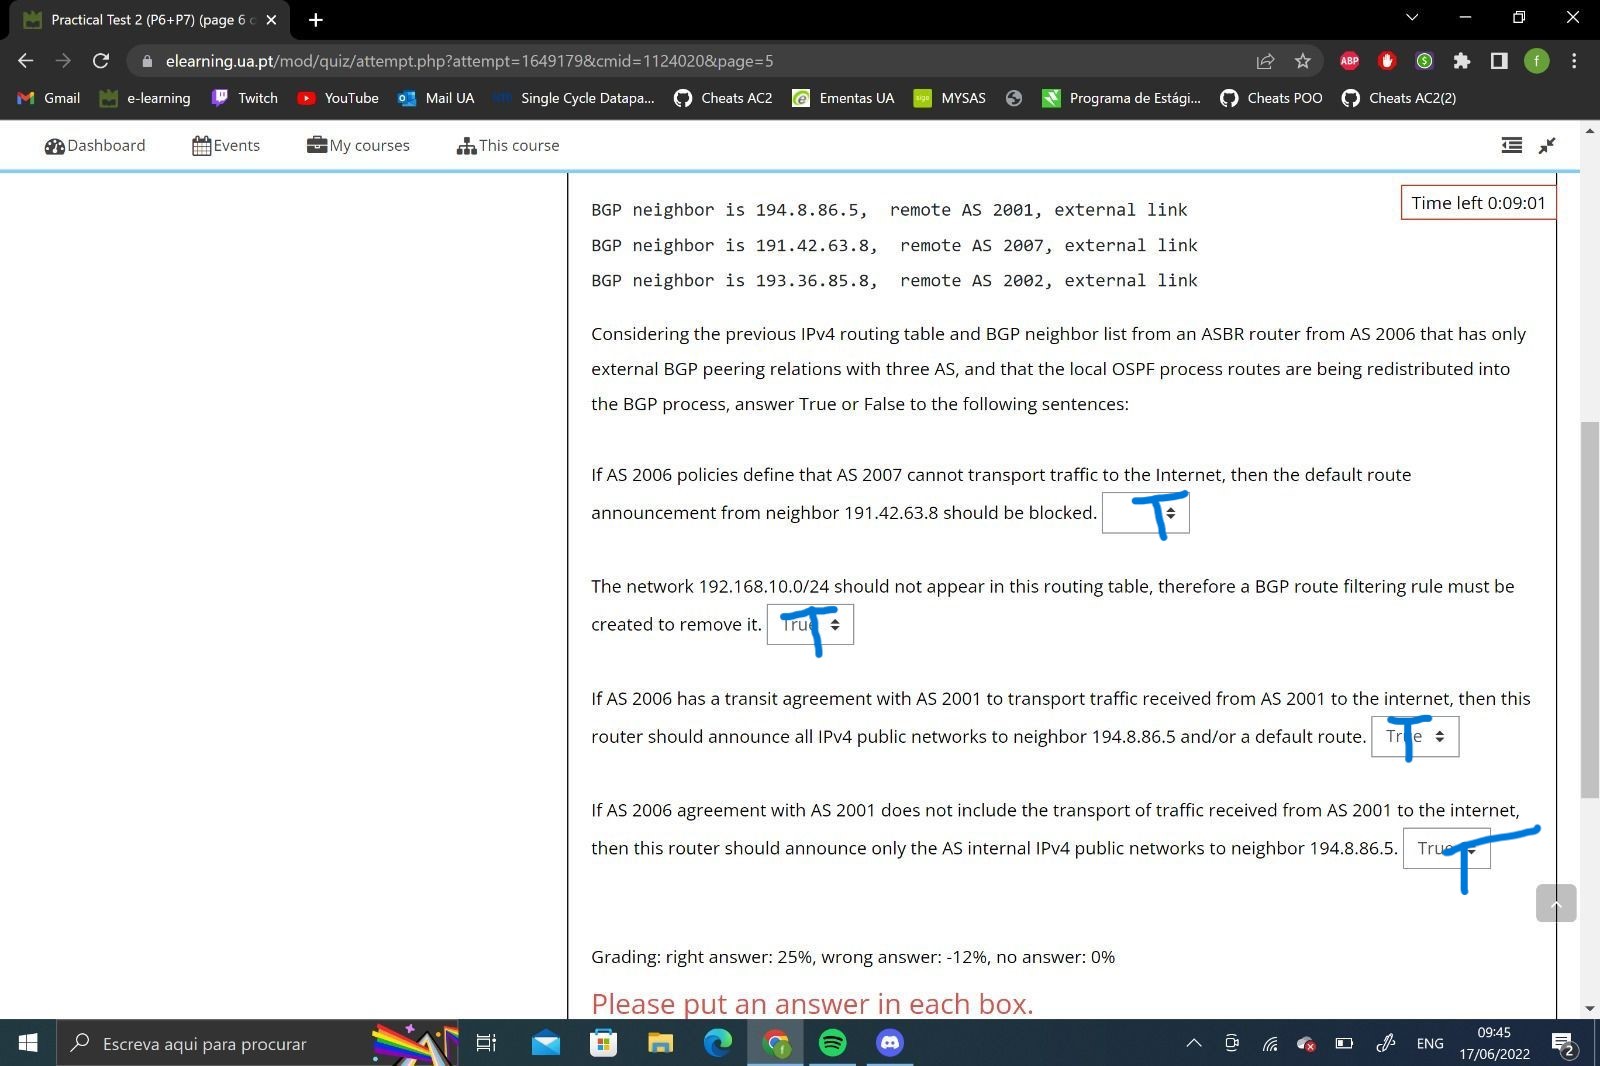 Practical Test 2 (P6+P7) (page 6
elearning.ua.pt/mod/quiz/attempt.php?attempt=1649179&cmid=1124020&page=5
ABP
f
Gmail e-learning Twitch YouTube Mail UA Single Cycle Datapa... Cheats AC2 Ementas UA MYSAS Programa de Estági... Cheats POO Cheats AC2(2)
Dashboard Events My courses This course
Time left 0:09:01
BGP neighbor is 194.8.86.5, remote AS 2001, external link
BGP neighbor is 191.42.63.8, remote AS 2007, external link
BGP neighbor is 193.36.85.8, remote AS 2002, external link
Considering the previous IPv4 routing table and BGP neighbor list from an ASBR router from AS 2006 that has only
external BGP peering relations with three AS, and that the local OSPF process routes are being redistributed into
the BGP process, answer True or False to the following sentences:
If AS 2006 policies define that AS 2007 cannot transport traffic to the Internet, then the default route
announcement from neighbor 191.42.63.8 should be blocked. T
The network 192.168.10.0/24 should not appear in this routing table, therefore a BGP route filtering rule must be
created to remove it. True T
If AS 2006 has a transit agreement with AS 2001 to transport traffic received from AS 2001 to the internet, then this
router should announce all IPv4 public networks to neighbor 194.8.86.5 and/or a default route. True T
If AS 2006 agreement with AS 2001 does not include the transport of traffic received from AS 2001 to the internet,
then this router should announce only the AS internal IPv4 public networks to neighbor 194.8.86.5. True T
Grading: right answer: 25%, wrong answer: -12%, no answer: 0%
Please put an answer in each box.
Escreva aqui para procurar
ENG
09:45
17/06/2022
2